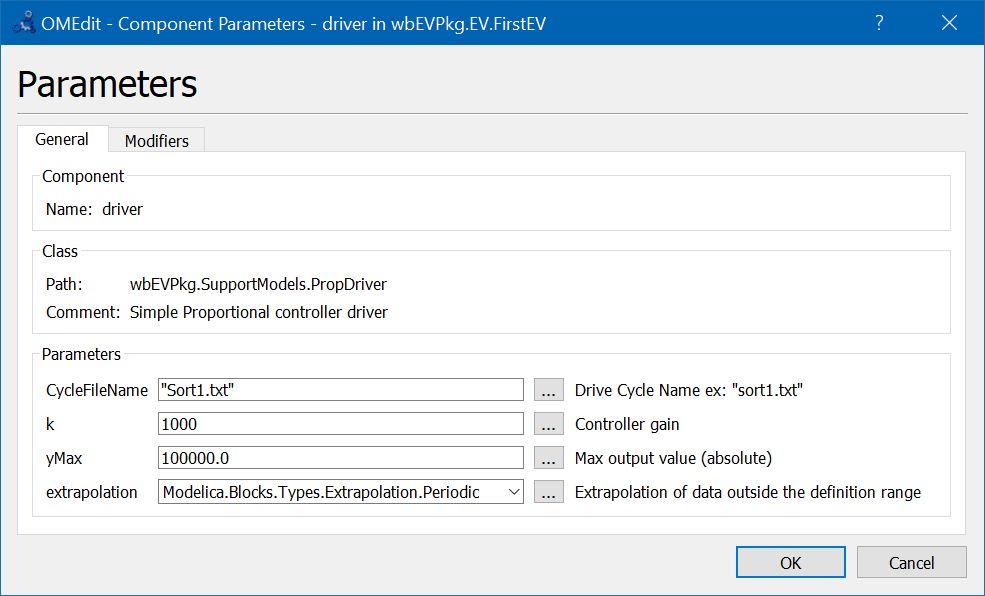 OMEdit - Component Parameters - driver in wbEVPkg.EV.FirstEV ?
Parameters
General Modifiers
Component
Name: driver
Class
Path: wbEVPkg.SupportModels.PropDriver
Comment: Simple Proportional controller driver
Parameters
CycleFileName "Sort1.txt" ... Drive Cycle Name ex: "sort1.txt"
k 1000 ... Controller gain
yMax 100000.0 ... Max output value (absolute)
extrapolation Modelica.Blocks.Types.Extrapolation.Periodic ... Extrapolation of data outside the definition range
OK Cancel